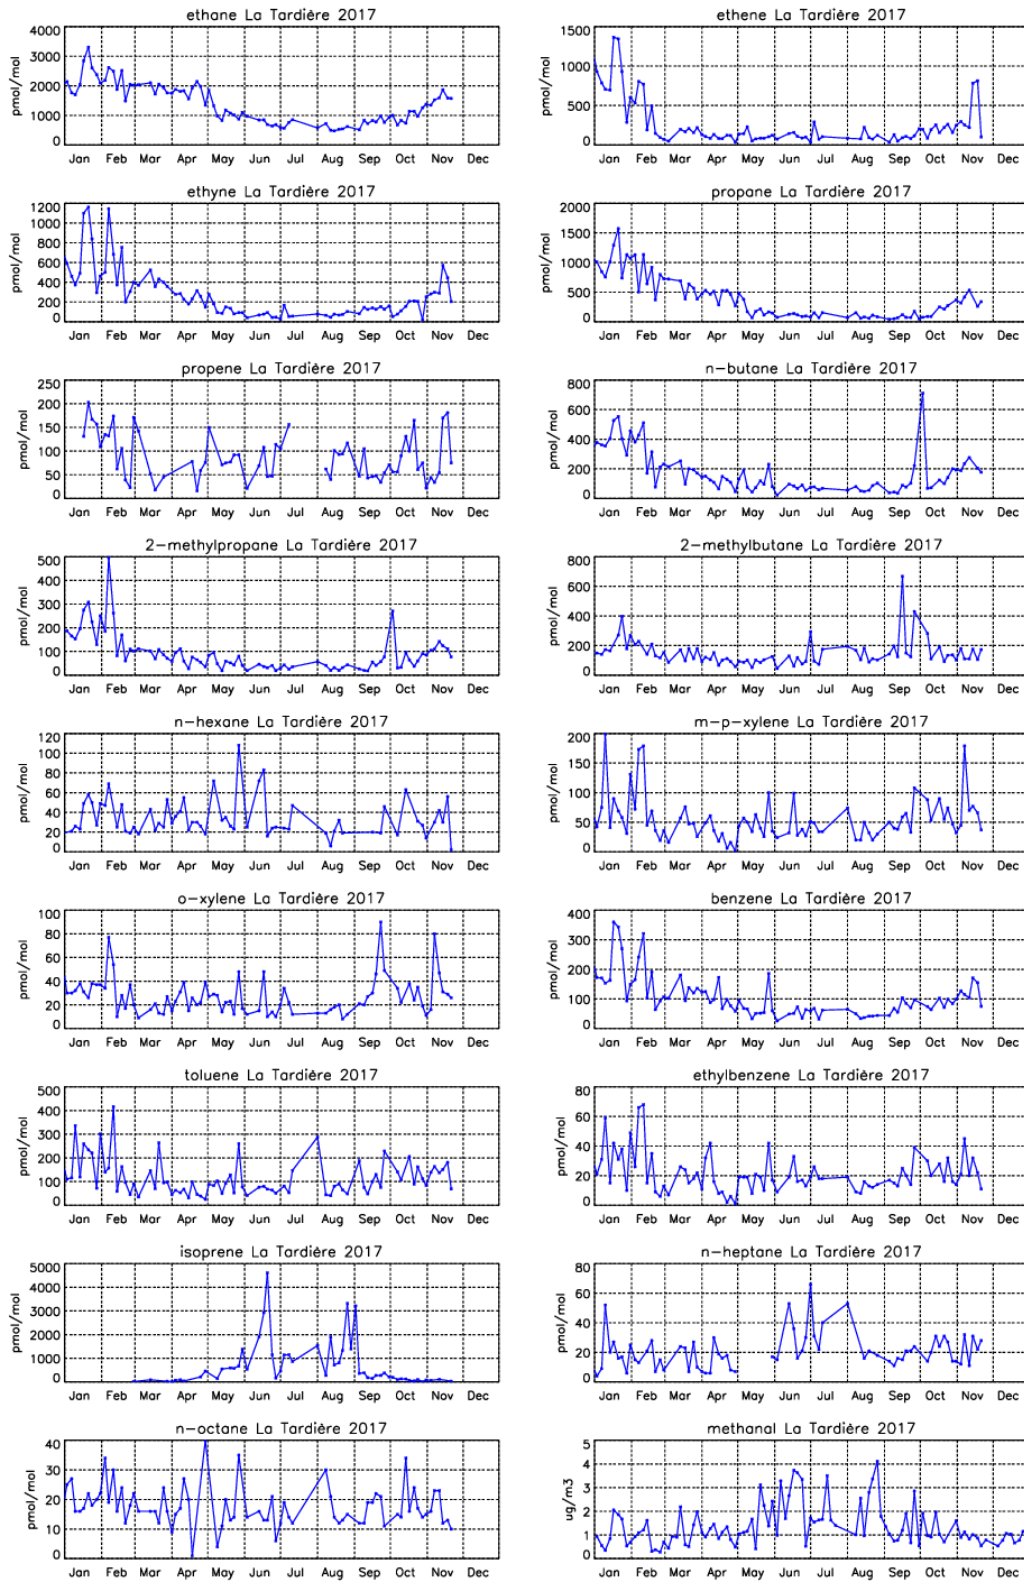 ethane La Tardière 2017
pmol/mol
4000
3000
2000
1000
0
Jan Feb Mar Apr May Jun Jul Aug Sep Oct Nov Dec
ethene La Tardière 2017
pmol/mol
1500
1000
500
0
Jan Feb Mar Apr May Jun Jul Aug Sep Oct Nov Dec
ethyne La Tardière 2017
pmol/mol
1200
1000
800
600
400
200
0
Jan Feb Mar Apr May Jun Jul Aug Sep Oct Nov Dec
propane La Tardière 2017
pmol/mol
2000
1500
1000
500
0
Jan Feb Mar Apr May Jun Jul Aug Sep Oct Nov Dec
propene La Tardière 2017
pmol/mol
250
200
150
100
50
0
Jan Feb Mar Apr May Jun Jul Aug Sep Oct Nov Dec
n-butane La Tardière 2017
pmol/mol
800
600
400
200
0
Jan Feb Mar Apr May Jun Jul Aug Sep Oct Nov Dec
2-methylpropane La Tardière 2017
pmol/mol
500
400
300
200
100
0
Jan Feb Mar Apr May Jun Jul Aug Sep Oct Nov Dec
2-methylbutane La Tardière 2017
pmol/mol
800
600
400
200
0
Jan Feb Mar Apr May Jun Jul Aug Sep Oct Nov Dec
n-hexane La Tardière 2017
pmol/mol
120
100
80
60
40
20
0
Jan Feb Mar Apr May Jun Jul Aug Sep Oct Nov Dec
m-p-xylene La Tardière 2017
pmol/mol
200
150
100
50
0
Jan Feb Mar Apr May Jun Jul Aug Sep Oct Nov Dec
o-xylene La Tardière 2017
pmol/mol
100
80
60
40
20
0
Jan Feb Mar Apr May Jun Jul Aug Sep Oct Nov Dec
benzene La Tardière 2017
pmol/mol
400
300
200
100
0
Jan Feb Mar Apr May Jun Jul Aug Sep Oct Nov Dec
toluene La Tardière 2017
pmol/mol
500
400
300
200
100
0
Jan Feb Mar Apr May Jun Jul Aug Sep Oct Nov Dec
ethylbenzene La Tardière 2017
pmol/mol
80
60
40
20
0
Jan Feb Mar Apr May Jun Jul Aug Sep Oct Nov Dec
isoprene La Tardière 2017
pmol/mol
5000
4000
3000
2000
1000
0
Jan Feb Mar Apr May Jun Jul Aug Sep Oct Nov Dec
n-heptane La Tardière 2017
pmol/mol
80
60
40
20
0
Jan Feb Mar Apr May Jun Jul Aug Sep Oct Nov Dec
n-octane La Tardière 2017
pmol/mol
40
30
20
10
0
Jan Feb Mar Apr May Jun Jul Aug Sep Oct Nov Dec
methanal La Tardière 2017
ug/m3
5
4
3
2
1
0
Jan Feb Mar Apr May Jun Jul Aug Sep Oct Nov Dec